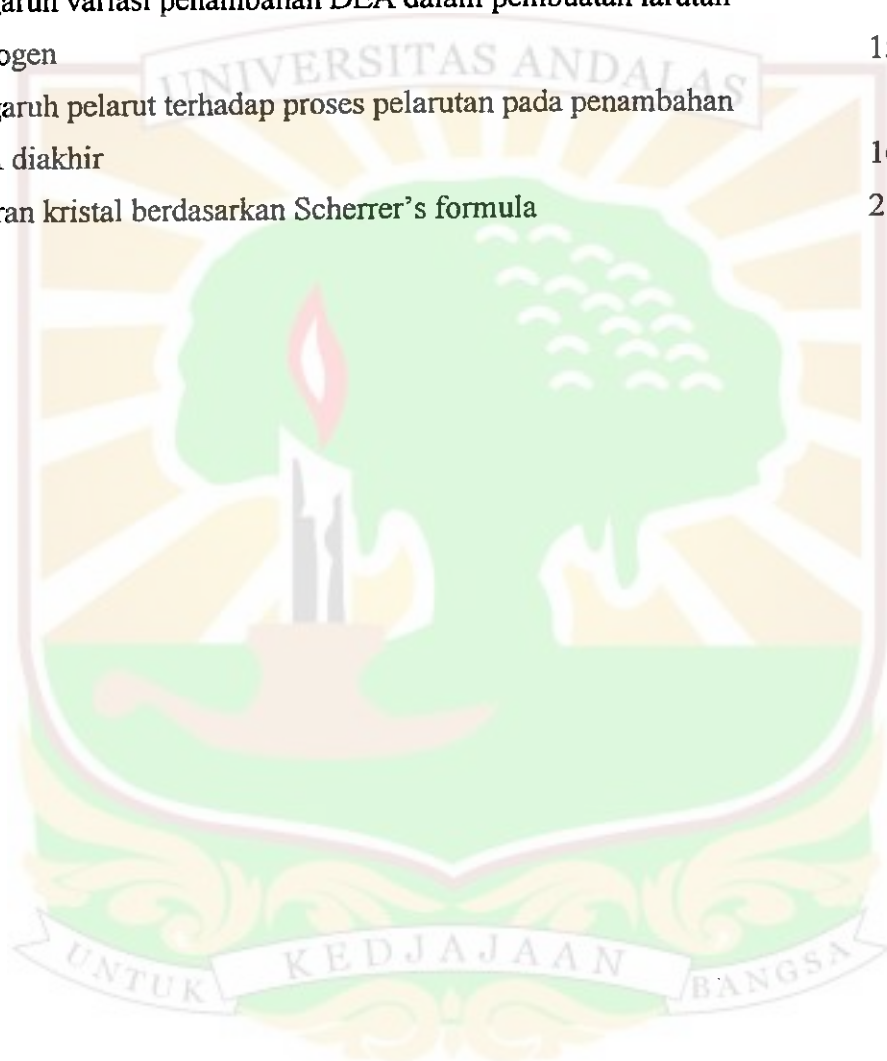 variasi penambahan DEA dalam pembuatan larutan
ogen
UNIVERSITAS ANDALAS
garuh pelarut terhadap proses pelarutan pada penambahan
diakhir
ran kristal berdasarkan Scherrer's formula
2
UNTUK KEDJAJAAN BANGSA